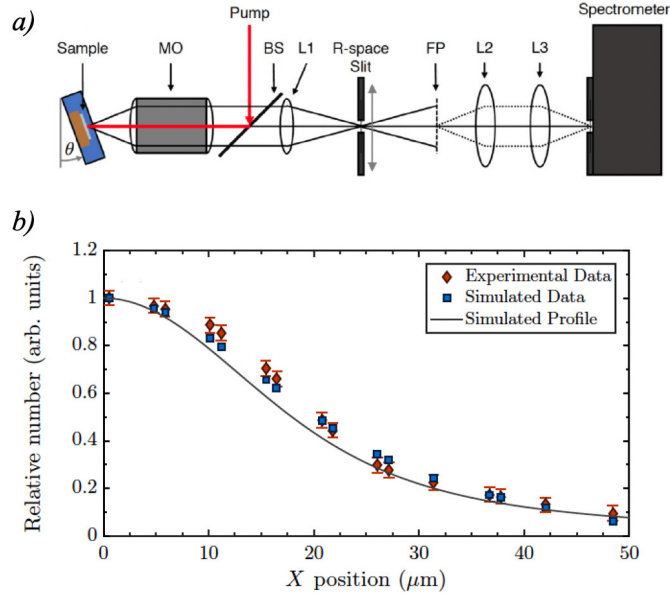 a)
Pump
Spectrometer
Sample
MO
BS
L1
R-space
Slit
FP
L2
L3
θ
b)
Relative number (arb. units)
1.2
1
0.8
0.6
0.4
0.2
0
Experimental Data
Simulated Data
Simulated Profile
0
10
20
30
40
50
X position (μm)